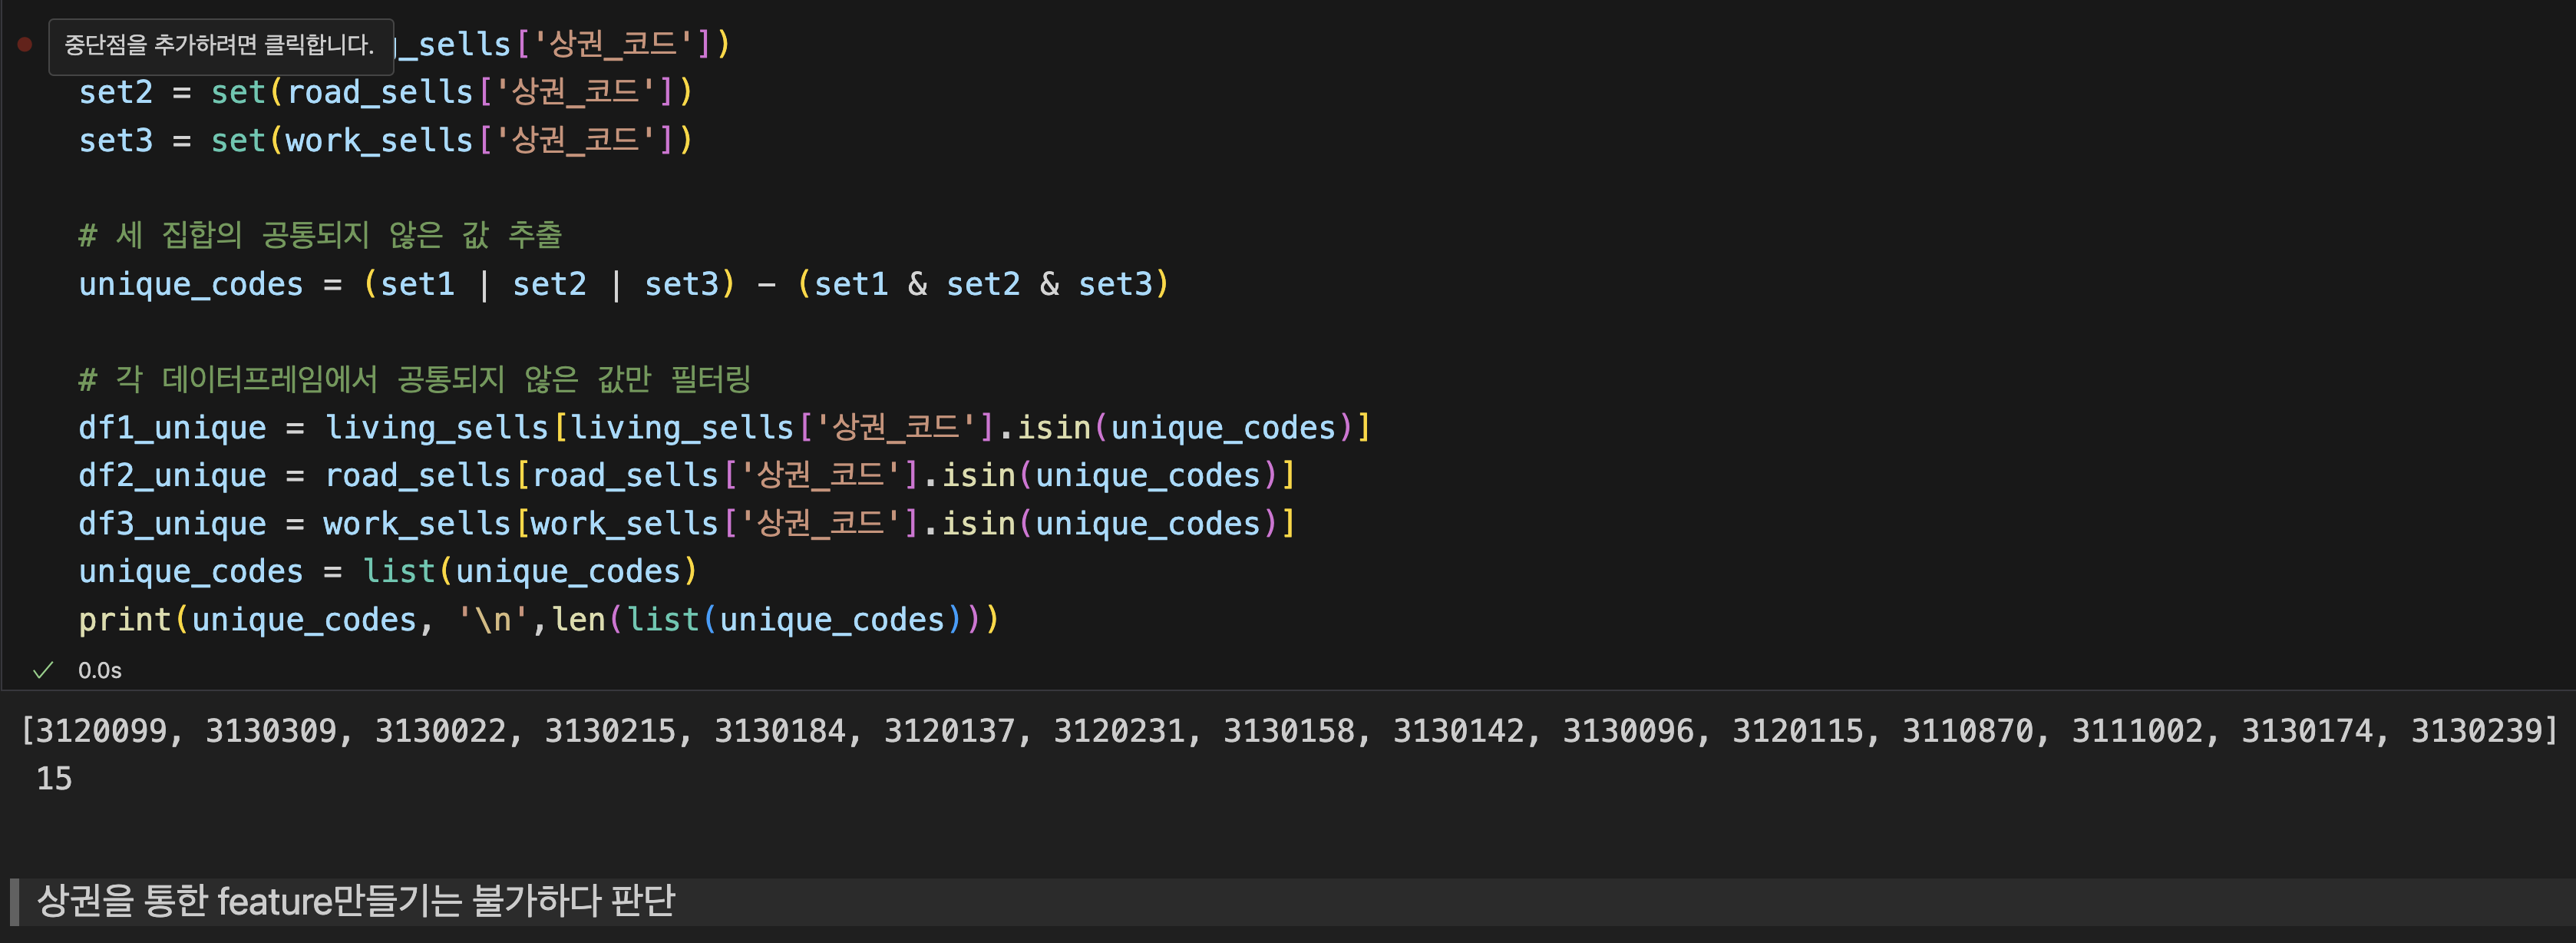 중단점을 추가하려면 클릭합니다. _sells['상권_코드'])
set2 = set(road_sells['상권_코드'])
set3 = set(work_sells['상권_코드'])
# 세 집합의 공통되지 않은 값 추출
unique_codes = (set1 | set2 | set3) - (set1 & set2 & set3)
# 각 데이터프레임에서 공통되지 않은 값만 필터링
df1_unique = living_sells[living_sells['상권_코드'].isin(unique_codes)]
df2_unique = road_sells[road_sells['상권_코드'].isin(unique_codes)]
df3_unique = work_sells[work_sells['상권_코드'].isin(unique_codes)]
unique_codes = list(unique_codes)
print(unique_codes, '\n',len(list(unique_codes)))
0.0s
[3120099, 3130309, 3130022, 3130215, 3130184, 3120137, 3120231, 3130158, 3130142, 3130096, 3120115, 3110870, 3111002, 3130174, 3130239]
15
상권을 통한 feature만들기는 불가하다 판단